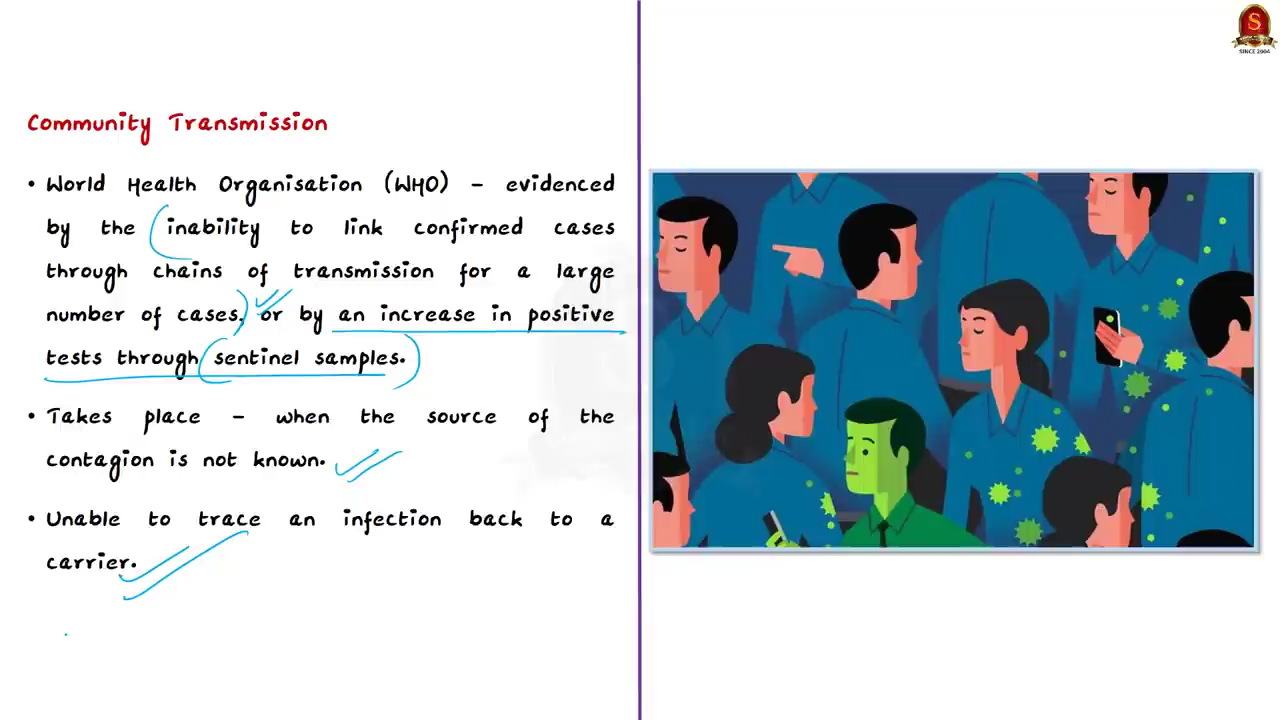 Community Transmission
• World Health Organisation (WHO) – evidenced
by the inability to link confirmed cases
through chains of transmission for a large
number of cases, or by an increase in positive
tests through sentinel samples.
• Takes place – when the source of the
contagion is not known.
• Unable to trace an infection back to a
carrier.
S
SINCE 2004